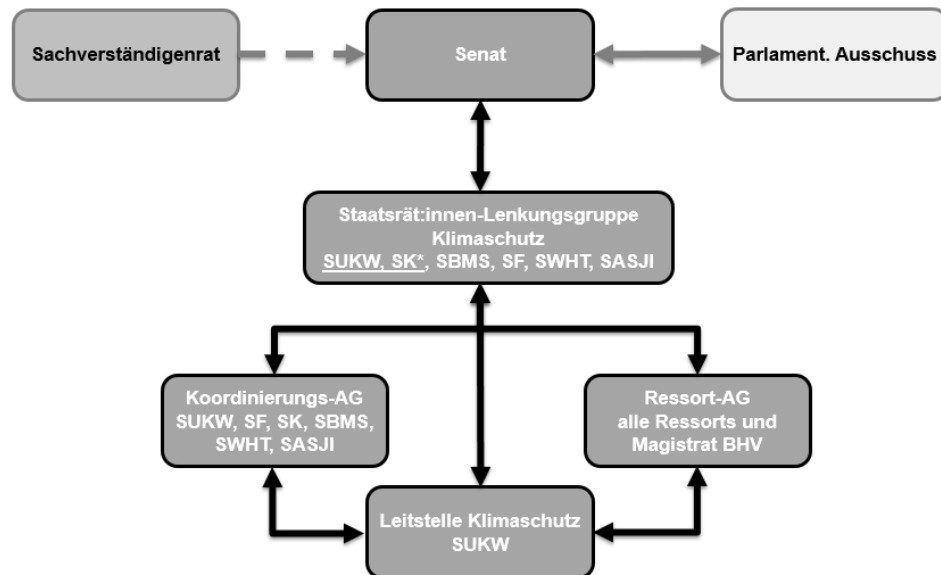 Sachverständigenrat
Senat
Parlament. Ausschuss
Staatsrät:innen-Lenkungsgruppe
Klimaschutz
SUKW, SK*, SBMS, SF, SWHT, SASJI
Koordinierungs-AG
SUKW, SF, SK, SBMS,
SWHT, SASJI
Ressort-AG
alle Ressorts und
Magistrat BHV
Leitstelle Klimaschutz
SUKW